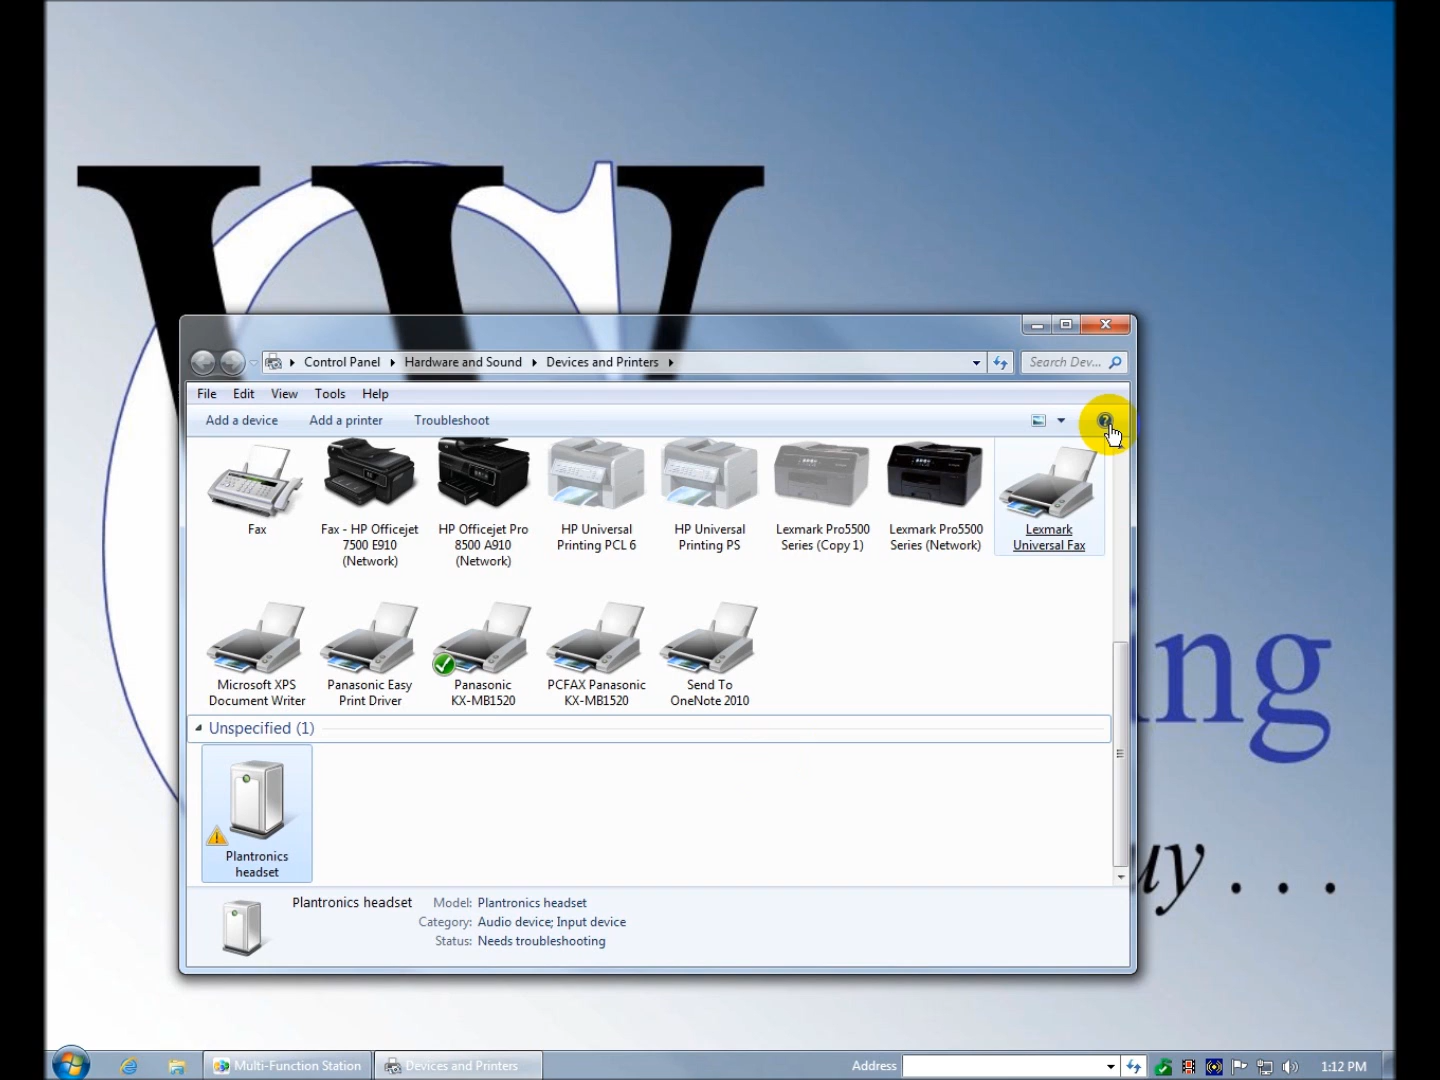 Control Panel Hardware and Sound Devices and Printers
Search Dev...
File Edit View Tools Help
Add a device Add a printer Troubleshoot
Fax
Fax - HP Officejet
7500 E910
(Network)
HP Officejet Pro
8500 A910
(Network)
HP Universal
Printing PCL 6
HP Universal
Printing PS
Lexmark Pro5500
Series (Copy 1)
Lexmark Pro5500
Series (Network)
Lexmark
Universal Fax
Microsoft XPS
Document Writer
Panasonic Easy
Print Driver
Panasonic
KX-MB1520
PCFAX Panasonic
KX-MB1520
Send To
OneNote 2010
Unspecified (1)
Plantronics
headset
Plantronics headset
Model: Plantronics headset
Category: Audio device; Input device
Status: Needs troubleshooting
Multi-Function Station
Devices and Printers
Address
1:12 PM